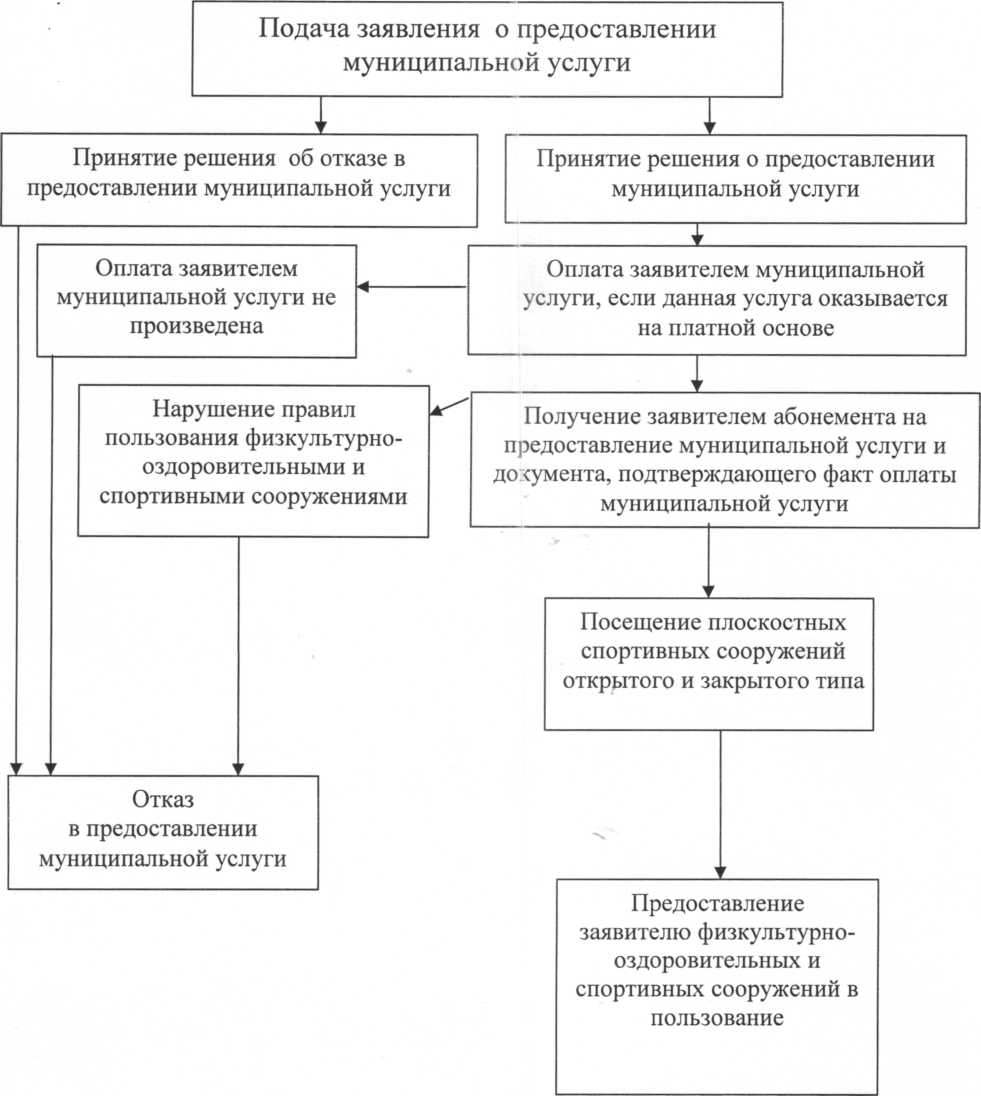 Подача заявления о предоставлении
муниципальной услуги
Принятие решения об отказе в
предоставлении муниципальной услуги
Принятие решения о предоставлении
муниципальной услуги
Оплата заявителем
муниципальной услуги не
произведена
Оплата заявителем муниципальной
услуги, если данная услуга оказывается
на платной основе
Нарушение правил
пользования физкультурно-
оздоровительными и
спортивными сооружениями
Получение заявителем абонемента на
предоставление муниципальной услуги и
документа, подтверждающего факт оплаты
муниципальной услуги
Посещение плоскостных
спортивных сооружений
открытого и закрытого типа
Отказ
в предоставлении
муниципальной услуги
Предоставление
заявителю физкультурно-
оздоровительных и
спортивных сооружений в
пользование